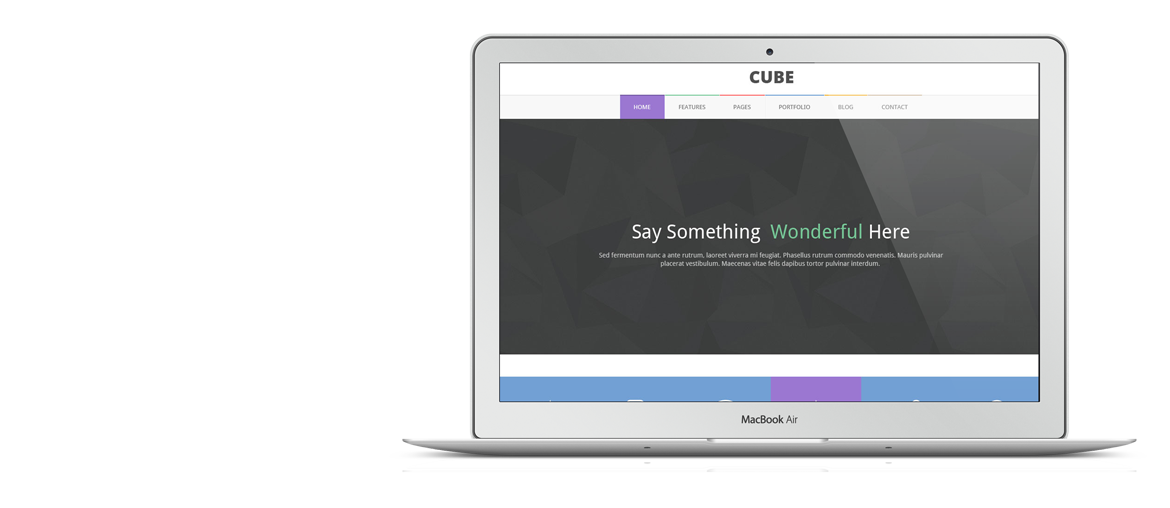 CUBE
HOME FEATURES PAGES PORTFOLIO BLOG CONTACT
Say Something Wonderful Here
Sed fermentum nunc a ante rutrum, laoreet viverra mi feugiat. Phasellus rutrum commodo venenatis. Mauris pulvinar
placerat vestibulum. Maecenas vitae felis dapibus tortor pulvinar interdum.
MacBook Air